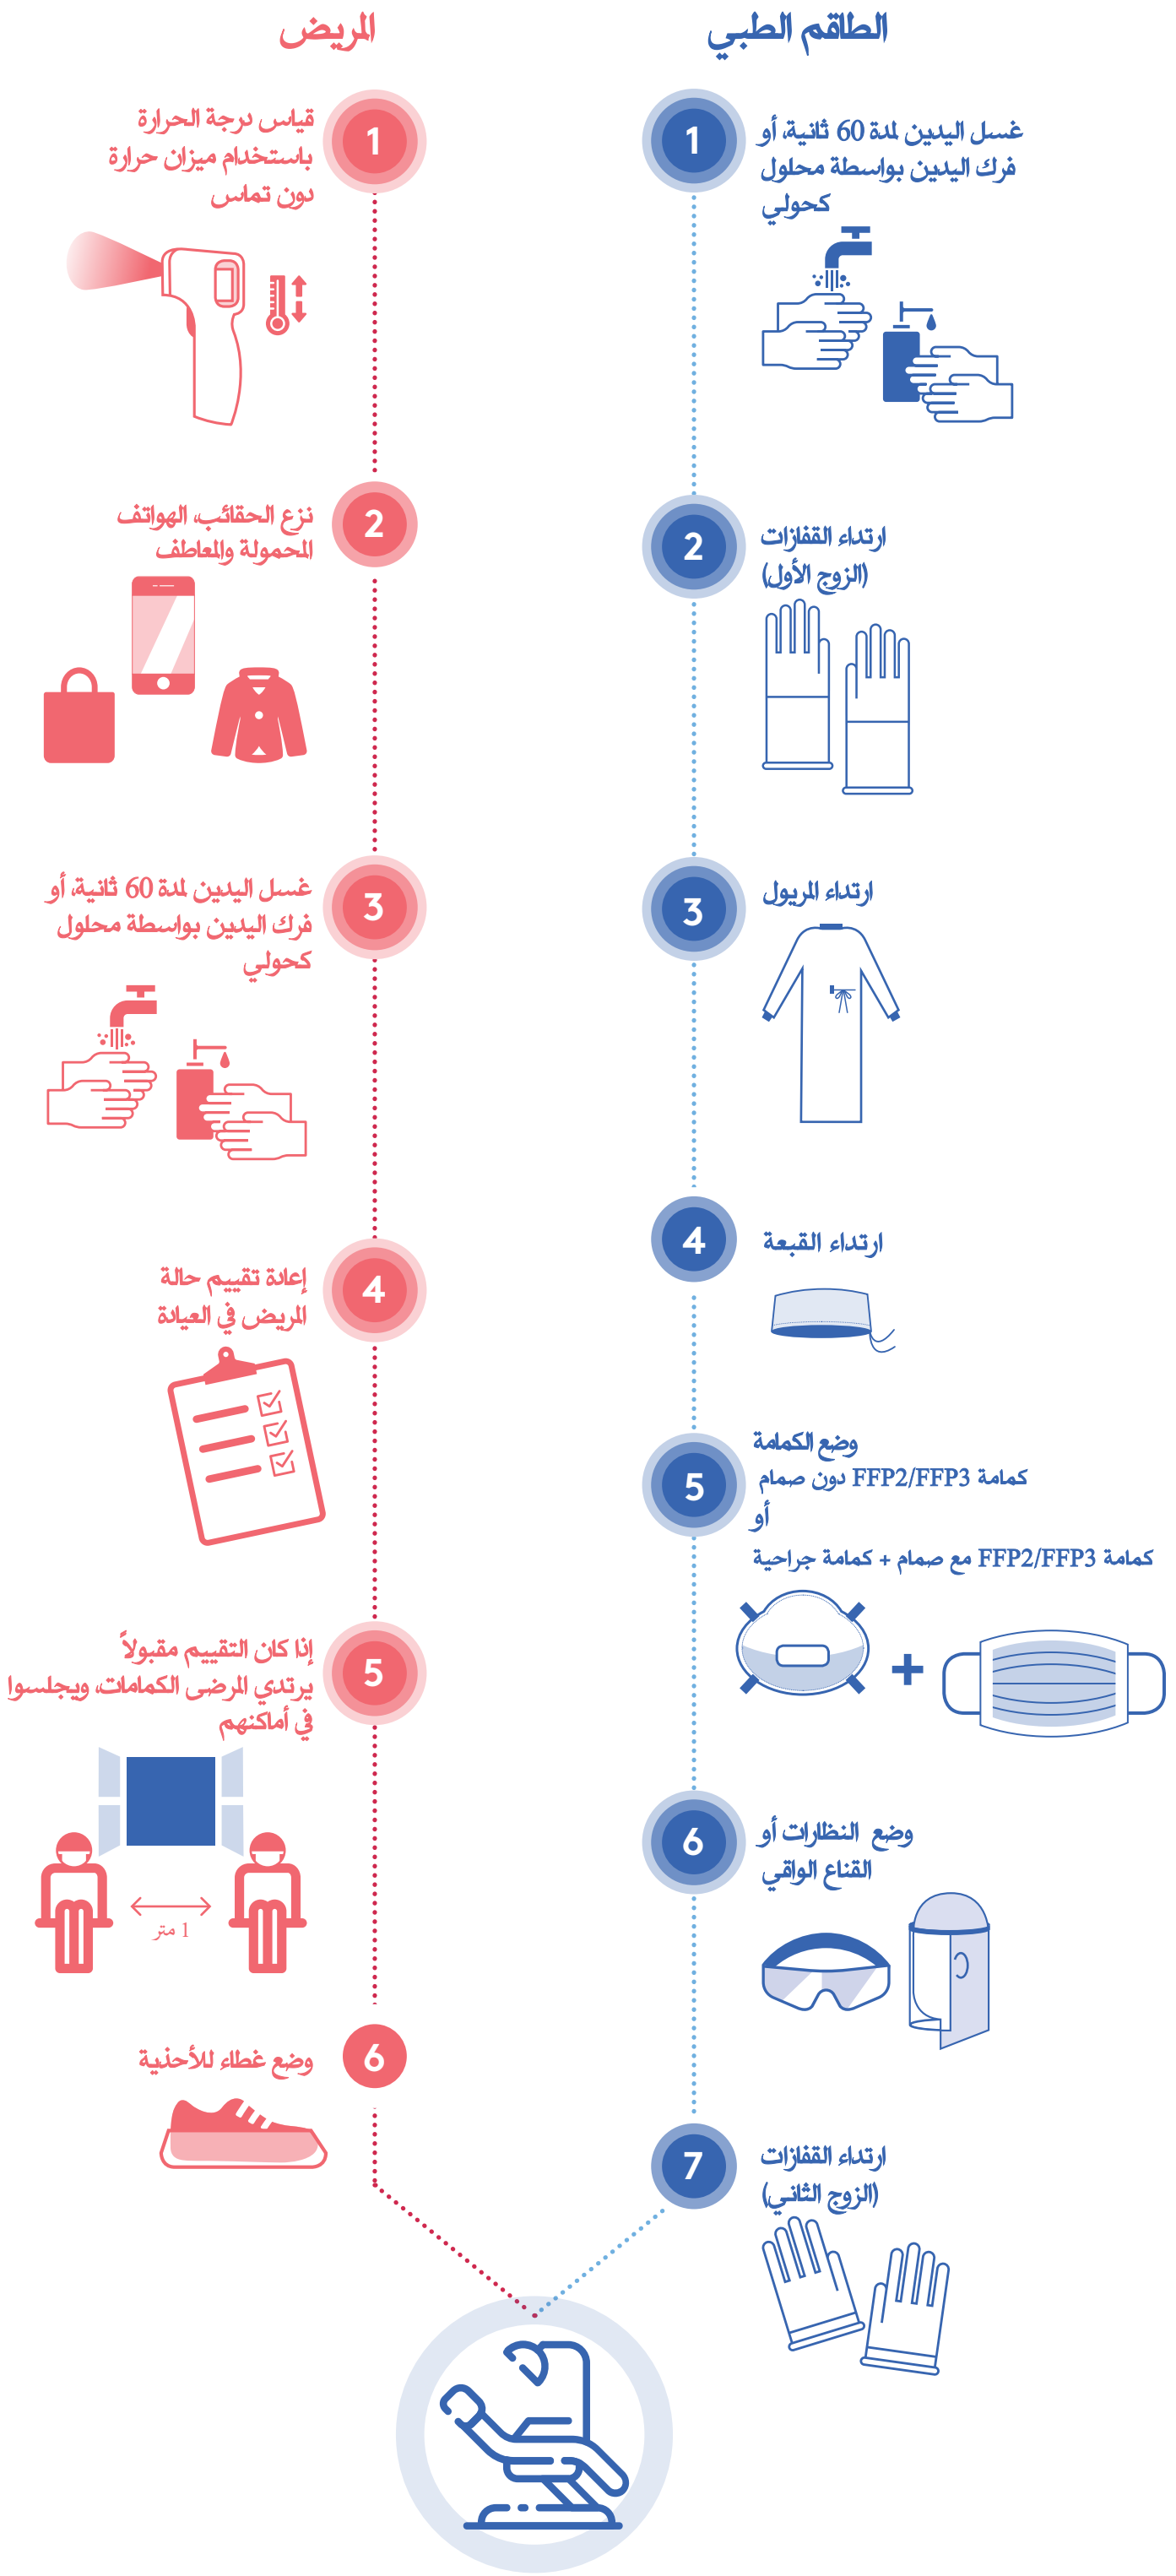 الطاقم الطبي
1
غسل اليدين لمدة 60 ثانية، أو
فرك اليدين بواسطة محلول
كحولي
2
ارتداء القفازات
(الزوج الأول)
3
ارتداء المريول
4
ارتداء القبعة
5
وضع الكمامة
كمامة FFP2/FFP3 دون صمام
أو
كمامة FFP2/FFP3 مع صمام + كمامة جراحية
+
6
وضع النظارات أو
القناع الواقي
7
ارتداء القفازات
(الزوج الثاني)
المريض
1
قياس درجة الحرارة
باستخدام ميزان حرارة
دون تماس
2
نزع الحقائب، الهواتف
المحمولة والمعاطف
3
غسل اليدين لمدة 60 ثانية، أو
فرك اليدين بواسطة محلول
كحولي
4
إعادة تقييم حالة
المريض في العيادة
5
إذا كان التقييم مقبولاً
يرتدي المرضى الكمامات، ويجلسوا
في أماكنهم
1 متر
6
وضع غطاء للأحذية